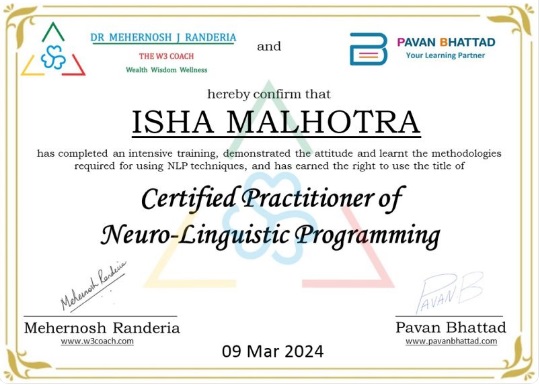 DR MEHERNOSH J RANDERIA
THE W3 COACH
Wealth Wisdom Wellness
and
PAVAN BHATTAD
Your Learning Partner
hereby confirm that
ISHA MALHOTRA
has completed an intensive training, demonstrated the attitude and learnt the methodologies
required for using NLP techniques, and has earned the right to use the title of
Certified Practitioner of
Neuro-Linguistic Programming
Mehernosh Randeria
PAVAN B
Mehernosh Randeria
www.w3coach.com
Pavan Bhattad
www.pavanbhattad.com
09 Mar 2024